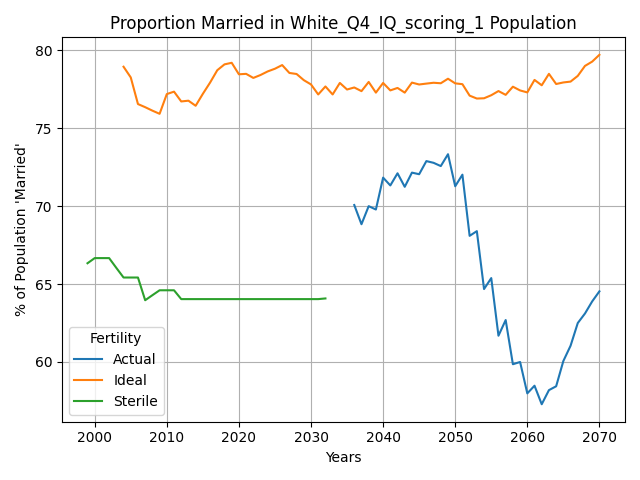 Proportion Married in White_Q4_IQ_scoring_1 Population
% of Population 'Married'
80
75
70
65
60
Fertility
Actual
Ideal
Sterile
2000 2010 2020 2030 2040 2050 2060 2070
Years